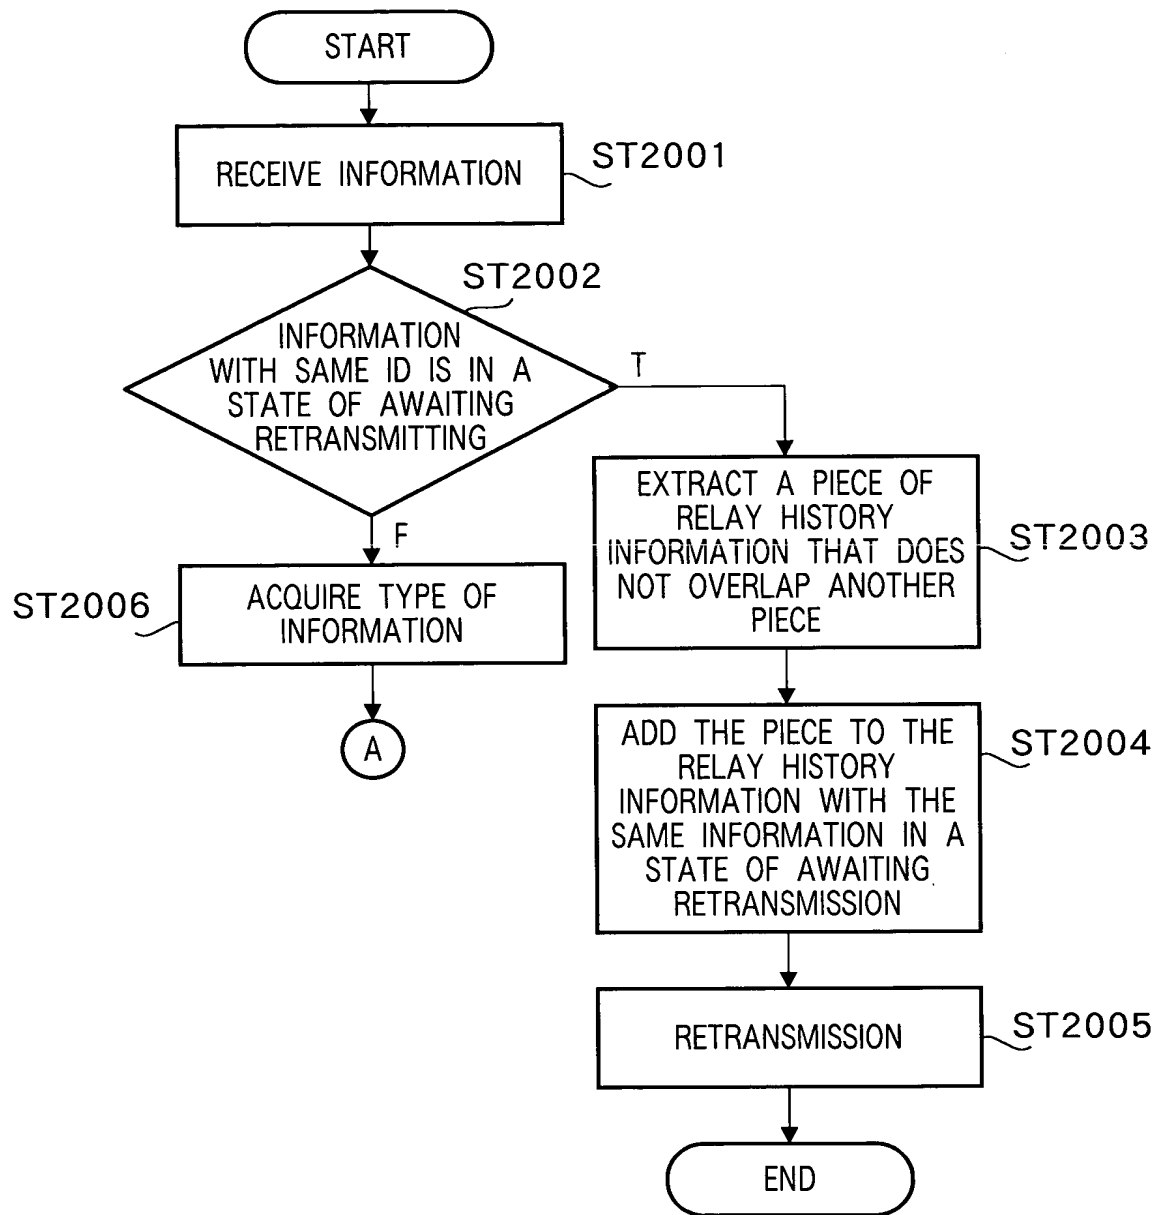 START
RECEIVE INFORMATION
ST2001
ST2002
INFORMATION
WITH SAME ID IS IN A
STATE OF AWAITING
RETRANSMITTING
T
F
EXTRACT A PIECE OF
RELAY HISTORY
INFORMATION THAT DOES
NOT OVERLAP ANOTHER
PIECE
ST2003
ST2006
ACQUIRE TYPE OF
INFORMATION
A
ADD THE PIECE TO THE
RELAY HISTORY
INFORMATION WITH THE
SAME INFORMATION IN A
STATE OF AWAITING
RETRANSMISSION
ST2004
RETRANSMISSION
ST2005
END